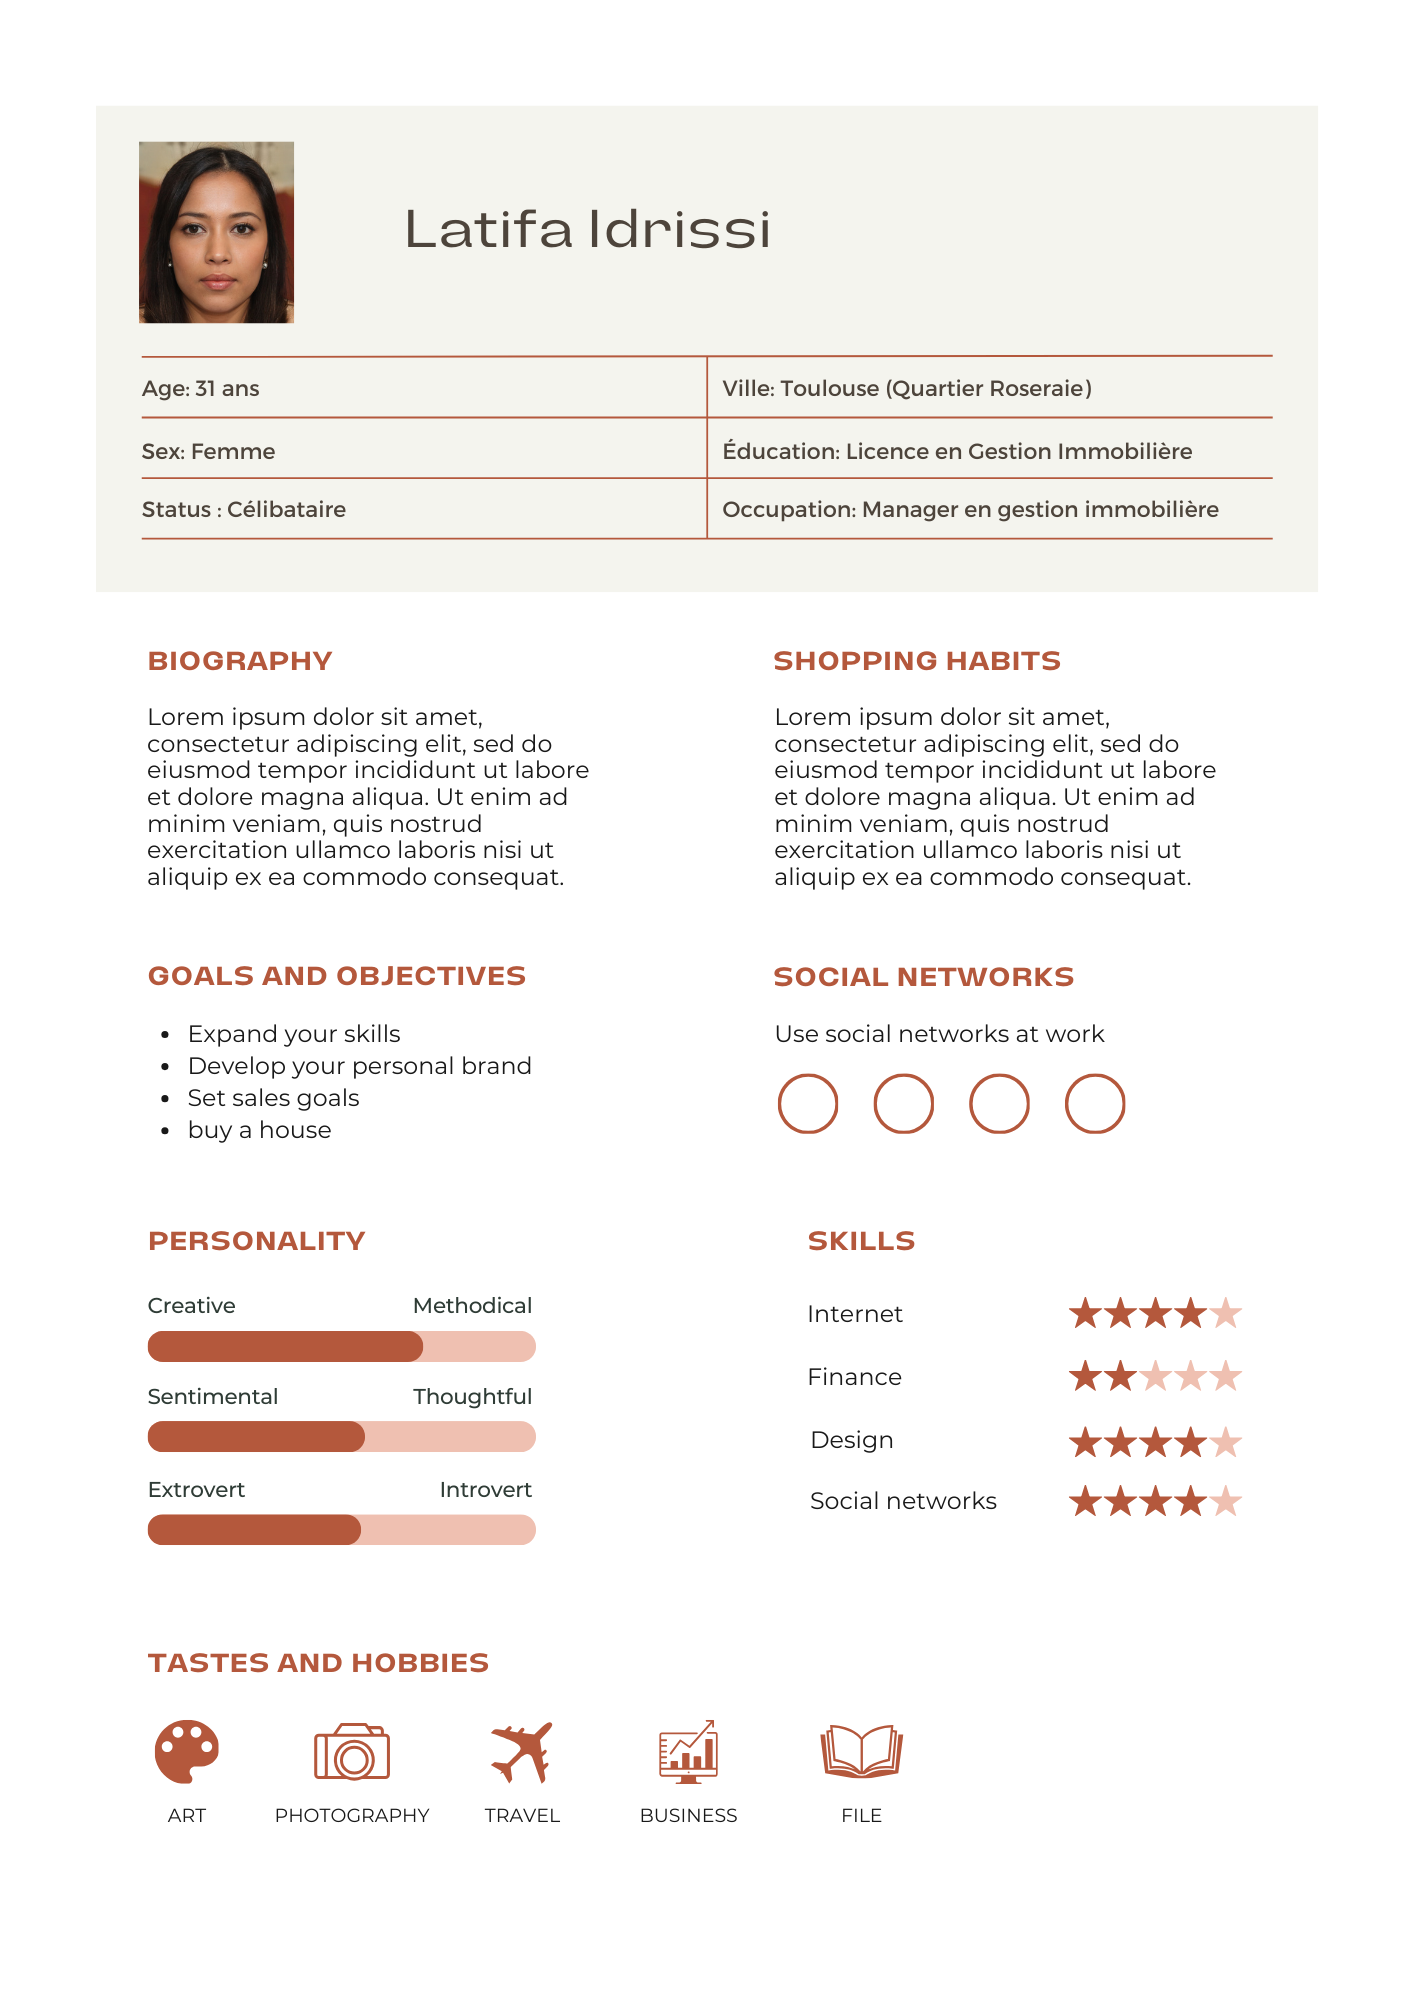 Latifa Idrissi
Age: 31 ans
Ville: Toulouse (Quartier Roseraie)
Sex: Femme
Éducation: Licence en Gestion Immobilière
Status : Célibataire
Occupation: Manager en gestion immobilière
BIOGRAPHY
Lorem ipsum dolor sit amet,
consectetur adipiscing elit, sed do
eiusmod tempor incididunt ut labore
et dolore magna aliqua. Ut enim ad
minim veniam, quis nostrud
exercitation ullamco laboris nisi ut
aliquip ex ea commodo consequat.
SHOPPING HABITS
Lorem ipsum dolor sit amet,
consectetur adipiscing elit, sed do
eiusmod tempor incididunt ut labore
et dolore magna aliqua. Ut enim ad
minim veniam, quis nostrud
exercitation ullamco laboris nisi ut
aliquip ex ea commodo consequat.
GOALS AND OBJECTIVES
• Expand your skills
• Develop your personal brand
• Set sales goals
• buy a house
SOCIAL NETWORKS
Use social networks at work
PERSONALITY
Creative Methodical
Sentimental Thoughtful
Extrovert Introvert
SKILLS
Internet
Finance
Design
Social networks
TASTES AND HOBBIES
ART PHOTOGRAPHY TRAVEL BUSINESS FILE